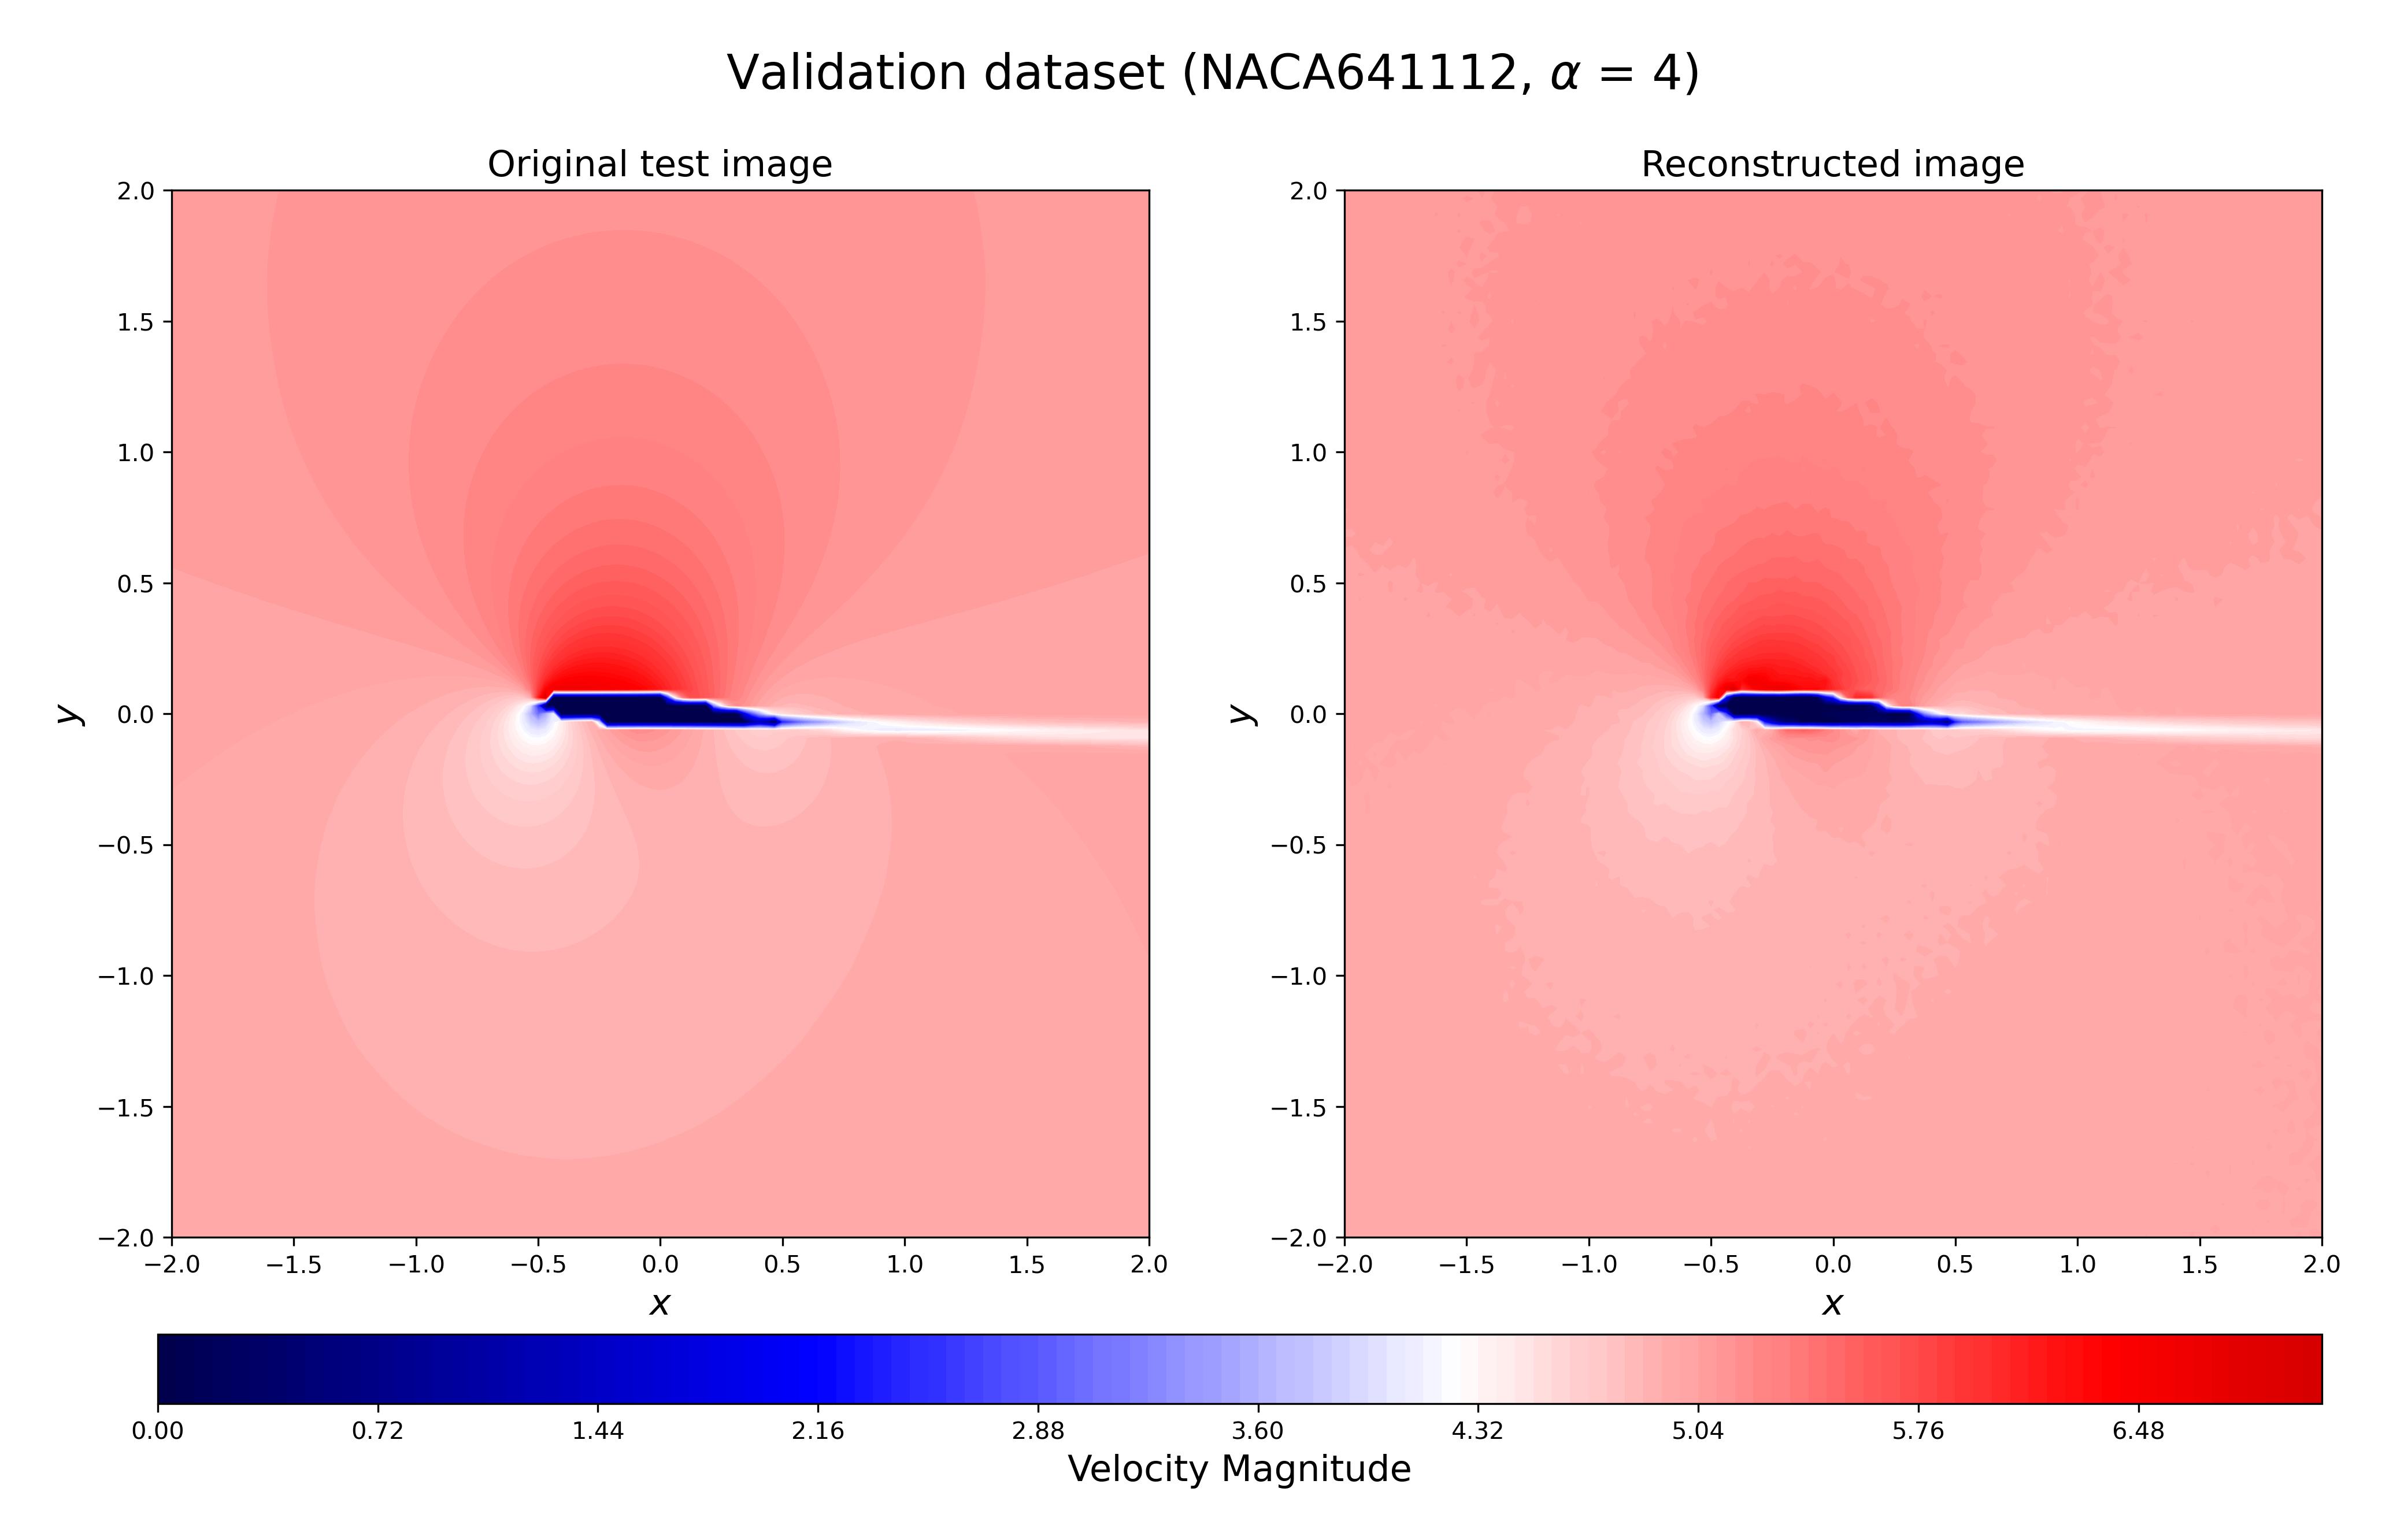 Validation dataset (NACA641112, α = 4)
Original test image
Reconstructed image
2.0
1.5
1.0
0.5
0.0
−0.5
−1.0
−1.5
−2.0
y
−2.0 −1.5 −1.0 −0.5 0.0 0.5 1.0 1.5 2.0
x
2.0
1.5
1.0
0.5
0.0
−0.5
−1.0
−1.5
−2.0
y
−2.0 −1.5 −1.0 −0.5 0.0 0.5 1.0 1.5 2.0
x
0.00 0.72 1.44 2.16 2.88 3.60 4.32 5.04 5.76 6.48
Velocity Magnitude